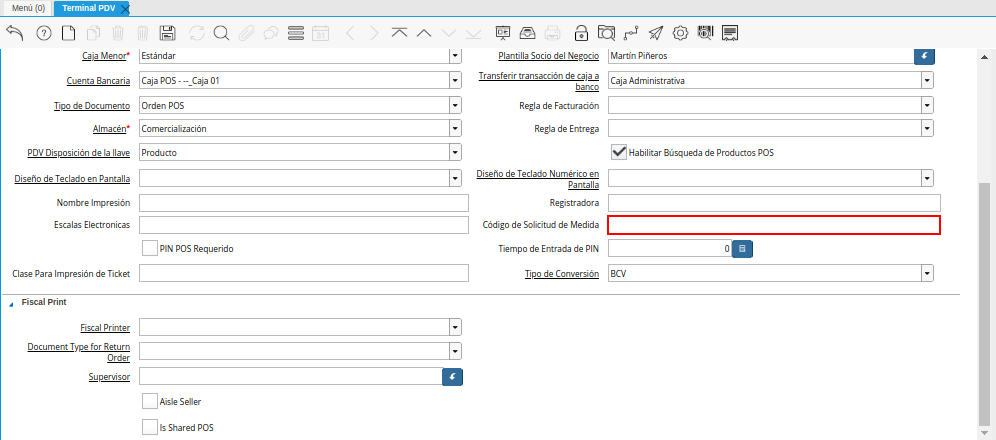 Menú (0) Terminal PDV
Caja Menor* Estándar Plantilla Socio del Negocio Martín Piñeros
Cuenta Bancaria Caja POS - --_Caja 01 Transferir transacción de caja a
banco Caja Administrativa
Tipo de Documento Orden POS Regla de Facturación
Almacén* Comercialización Regla de Entrega
PDV Disposición de la llave Producto Habilitar Búsqueda de Productos POS
Diseño de Teclado en Pantalla Diseño de Teclado Numérico en
Pantalla
Nombre Impresión Registradora
Escalas Electronicas Código de Solicitud de Medida
PIN POS Requerido Tiempo de Entrada de PIN 0
Clase Para Impresión de Ticket Tipo de Conversión BCV
Fiscal Print
Fiscal Printer
Document Type for Return
Order
Supervisor
Aisle Seller
Is Shared POS